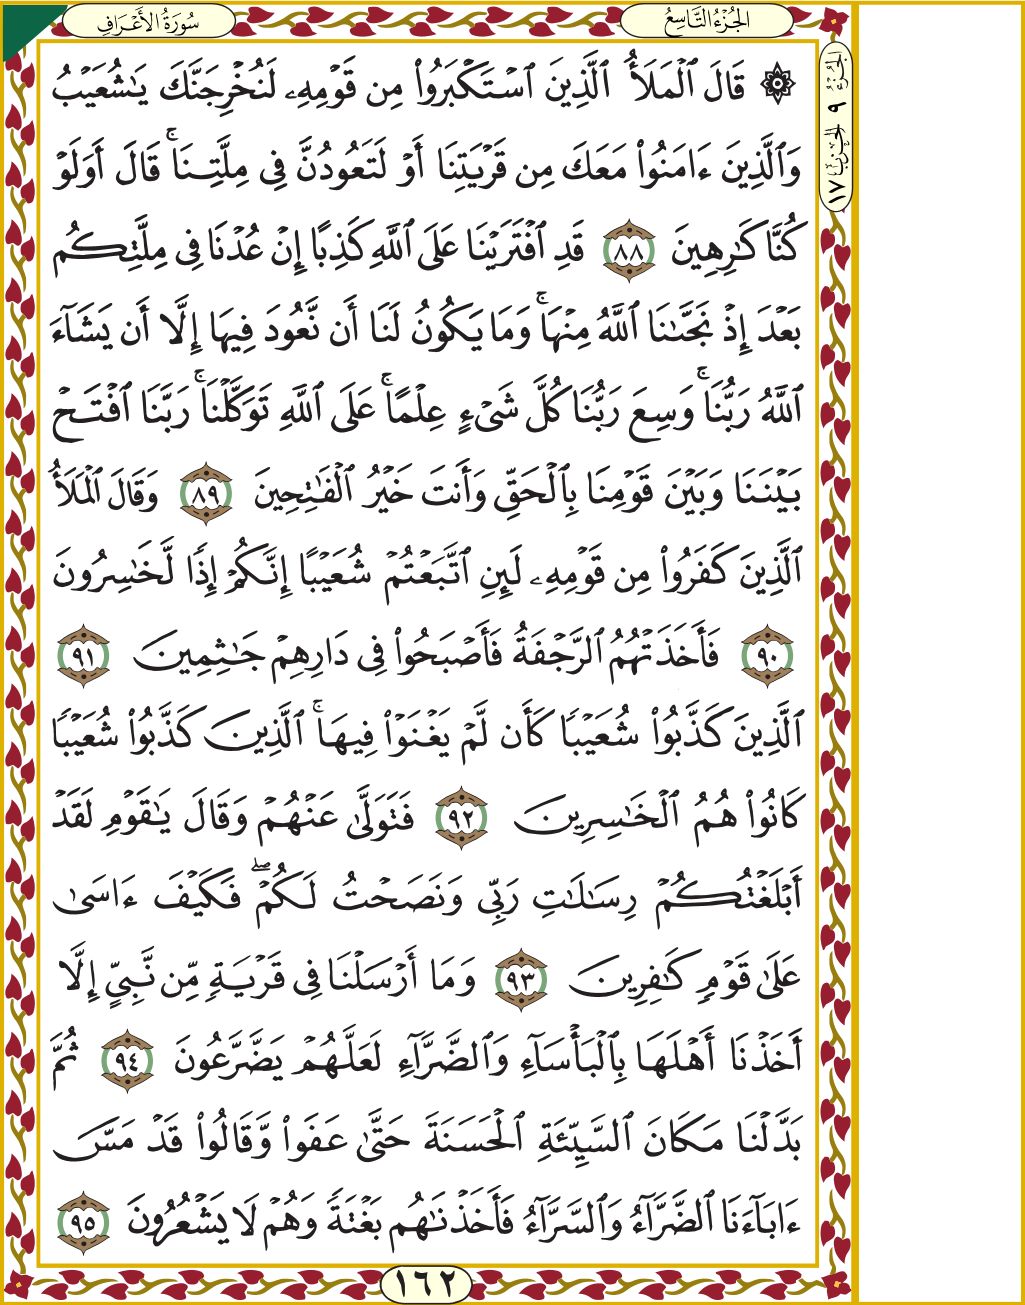 سُورَةُ الأَعْرَافِ
الجُزْءُ التَّاسِعُ
الجُزْءُ ٩ الحِزْبُ ١٧
۞ قَالَ ٱلْمَلَأُ ٱلَّذِينَ ٱسْتَكْبَرُوا۟ مِن قَوْمِهِۦ لَنُخْرِجَنَّكَ يَـٰشُعَيْبُ
وَٱلَّذِينَ ءَامَنُوا۟ مَعَكَ مِن قَرْيَتِنَآ أَوْ لَتَعُودُنَّ فِى مِلَّتِنَا ۚ قَالَ أَوَلَوْ
كُنَّا كَـٰرِهِينَ ٨٨ قَدِ ٱفْتَرَيْنَا عَلَى ٱللَّهِ كَذِبًا إِنْ عُدْنَا فِى مِلَّتِكُم
بَعْدَ إِذْ نَجَّىٰنَا ٱللَّهُ مِنْهَا ۚ وَمَا يَكُونُ لَنَآ أَن نَّعُودَ فِيهَآ إِلَّآ أَن يَشَآءَ
ٱللَّهُ رَبُّنَا ۚ وَسِعَ رَبُّنَا كُلَّ شَىْءٍ عِلْمًا ۚ عَلَى ٱللَّهِ تَوَكَّلْنَا ۚ رَبَّنَا ٱفْتَحْ
بَيْنَنَا وَبَيْنَ قَوْمِنَا بِٱلْحَقِّ وَأَنتَ خَيْرُ ٱلْفَـٰتِحِينَ ٨٩ وَقَالَ ٱلْمَلَأُ
ٱلَّذِينَ كَفَرُوا۟ مِن قَوْمِهِۦ لَئِنِ ٱتَّبَعْتُمْ شُعَيْبًا إِنَّكُمْ إِذًا لَّخَـٰسِرُونَ
٩٠ فَأَخَذَتْهُمُ ٱلرَّجْفَةُ فَأَصْبَحُوا۟ فِى دَارِهِمْ جَـٰثِمِينَ ٩١
ٱلَّذِينَ كَذَّبُوا۟ شُعَيْبًا كَأَن لَّمْ يَغْنَوْا۟ فِيهَا ۚ ٱلَّذِينَ كَذَّبُوا۟ شُعَيْبًا
كَانُوا۟ هُمُ ٱلْخَـٰسِرِينَ ٩٢ فَتَوَلَّىٰ عَنْهُمْ وَقَالَ يَـٰقَوْمِ لَقَدْ
أَبْلَغْتُكُمْ رِسَـٰلَـٰتِ رَبِّى وَنَصَحْتُ لَكُمْ ۖ فَكَيْفَ ءَاسَىٰ
عَلَىٰ قَوْمٍ كَـٰفِرِينَ ٩٣ وَمَآ أَرْسَلْنَا فِى قَرْيَةٍ مِّن نَّبِىٍّ إِلَّآ
أَخَذْنَآ أَهْلَهَا بِٱلْبَأْسَآءِ وَٱلضَّرَّآءِ لَعَلَّهُمْ يَضَّرَّعُونَ ٩٤ ثُمَّ
بَدَّلْنَا مَكَانَ ٱلسَّيِّئَةِ ٱلْحَسَنَةَ حَتَّىٰ عَفَوا۟ وَّقَالُوا۟ قَدْ مَسَّ
ءَابَآءَنَا ٱلضَّرَّآءُ وَٱلسَّرَّآءُ فَأَخَذْنَـٰهُم بَغْتَةً وَهُمْ لَا يَشْعُرُونَ ٩٥
١٦٢